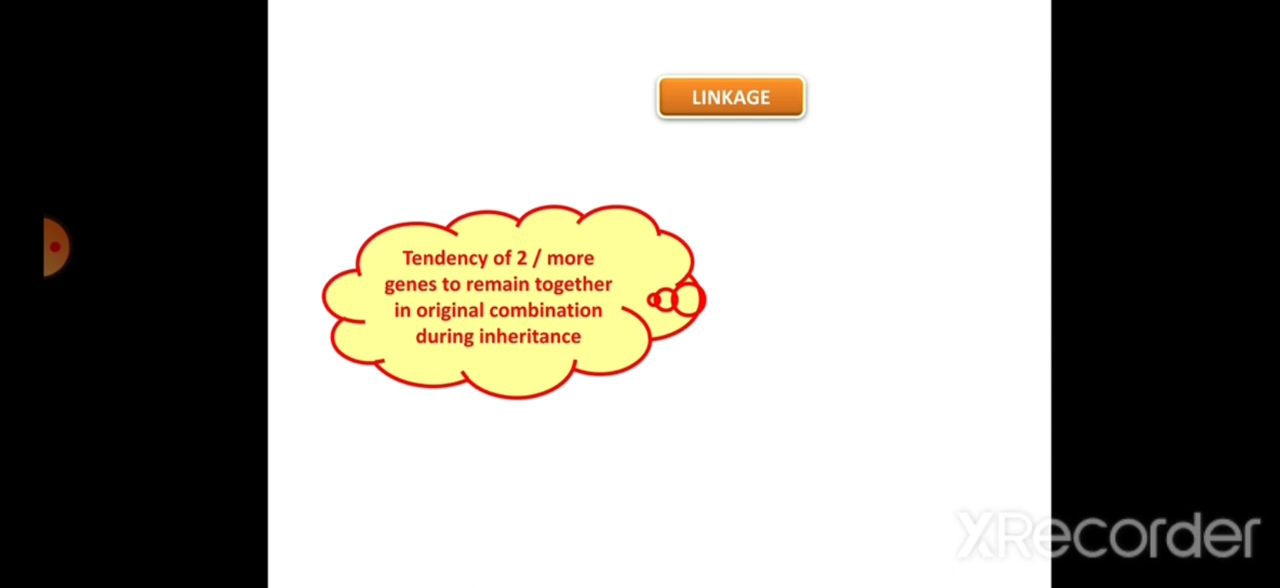 LINKAGE
Tendency of 2 / more
genes to remain together
in original combination
during inheritance
XRecorder